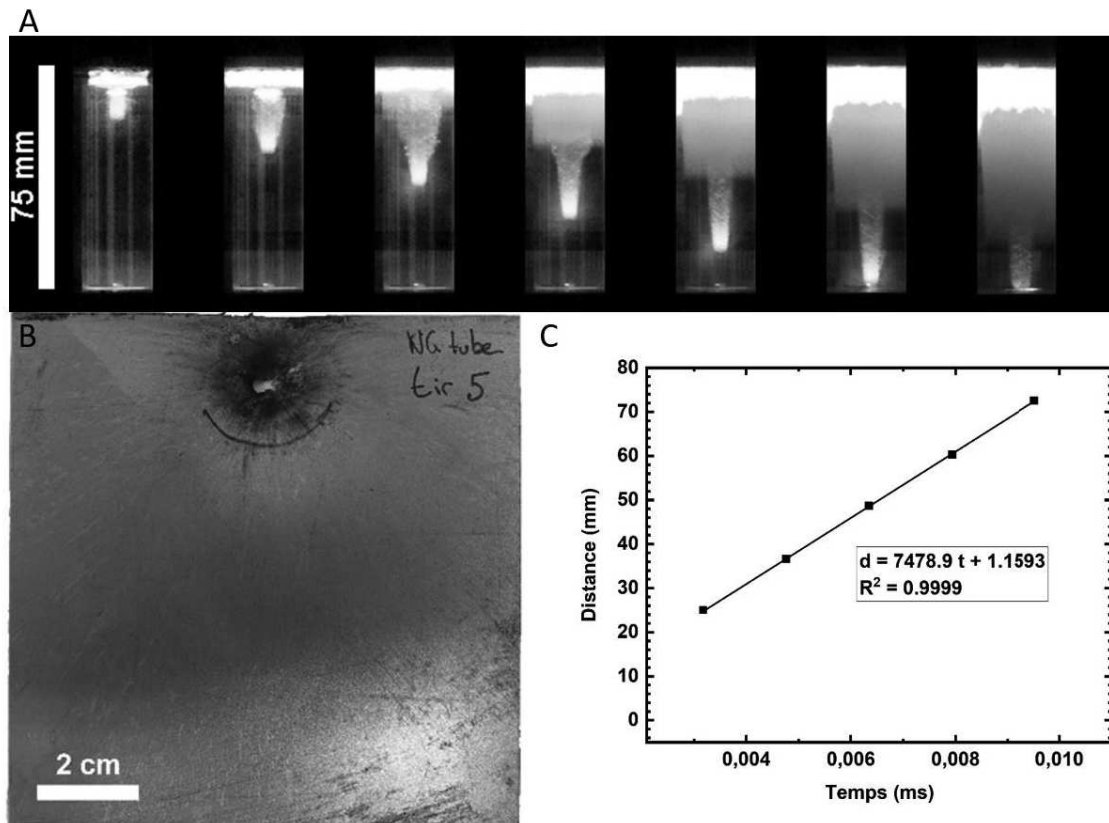 A
75 mm
B
NG tube
tir 5
2 cm
C
80
70
60
50
40
30
20
10
0
Distance (mm)
d = 7478.9 t + 1.1593
R² = 0.9999
0,004 0,006 0,008 0,010
Temps (ms)